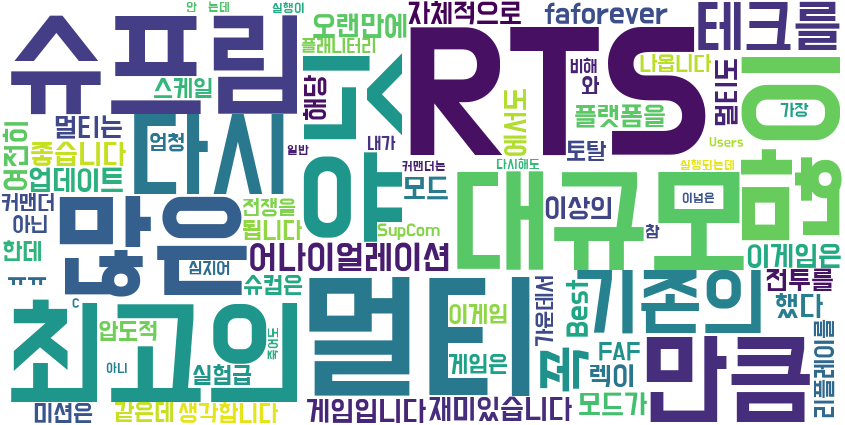 안
는데
실행이
슈프림
오랜만에
자체적으로
faforever
테크를
플래니터리
스케일
해당
RTS
비해
와
나옵니다
멀티도
가장
여전히
멀티는
좋습니다
업데이트
엄청
다시
내가
일반
플랫폼을
토탈
Users
커맨더는
다시해도
실행되는데
커맨더
아닌
많은
전쟁을
됩니다
모드
SupCom
대규모
이상의
참
이넘은
한데
ㅠㅠ
심지어
어나이얼레이션
슈컴은
이게임은
전투를
했다
C
최고의
압도적
아니
실험급
멀티
이게임
게임은
가운데서
Best
기존의
폭
FAF
렉이
만큼
리플레이를
미션은
같은데
생각합니다
게임입니다
재미있습니다
모드가